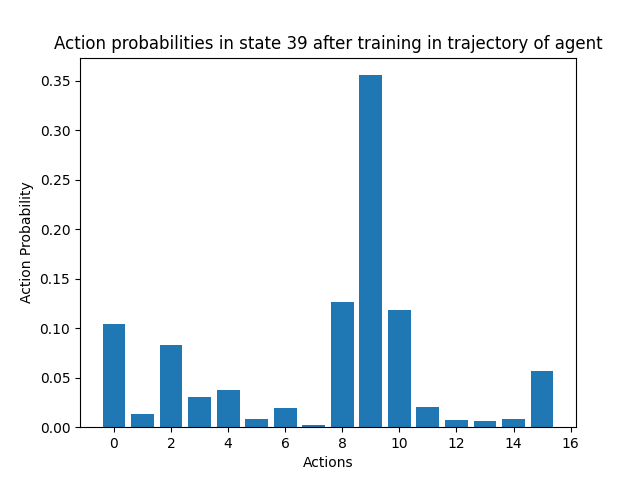 Action probabilities in state 39 after training in trajectory of agent
0.35
0.30
0.25
0.20
0.15
0.10
0.05
0.00
Action Probability
0 2 4 6 8 10 12 14 16
Actions